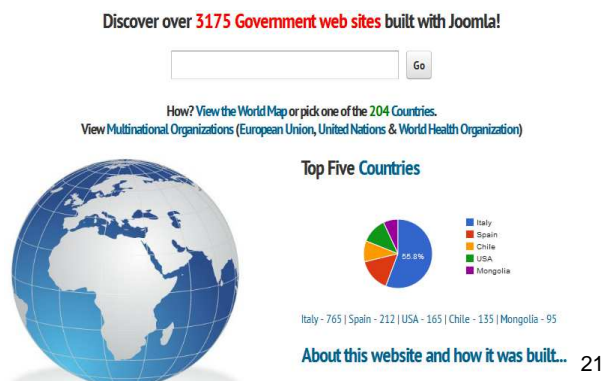 Discover over 3175 Government web sites built with Joomla!
Go
How? View the World Map or pick one of the 204 Countries.
View Multinational Organizations (European Union, United Nations & World Health Organization)
Top Five Countries
55.8%
Italy
Spain
Chile
USA
Mongolia
Italy - 765 | Spain - 212 | USA - 165 | Chile - 135 | Mongolia - 95
About this website and how it was built...
21